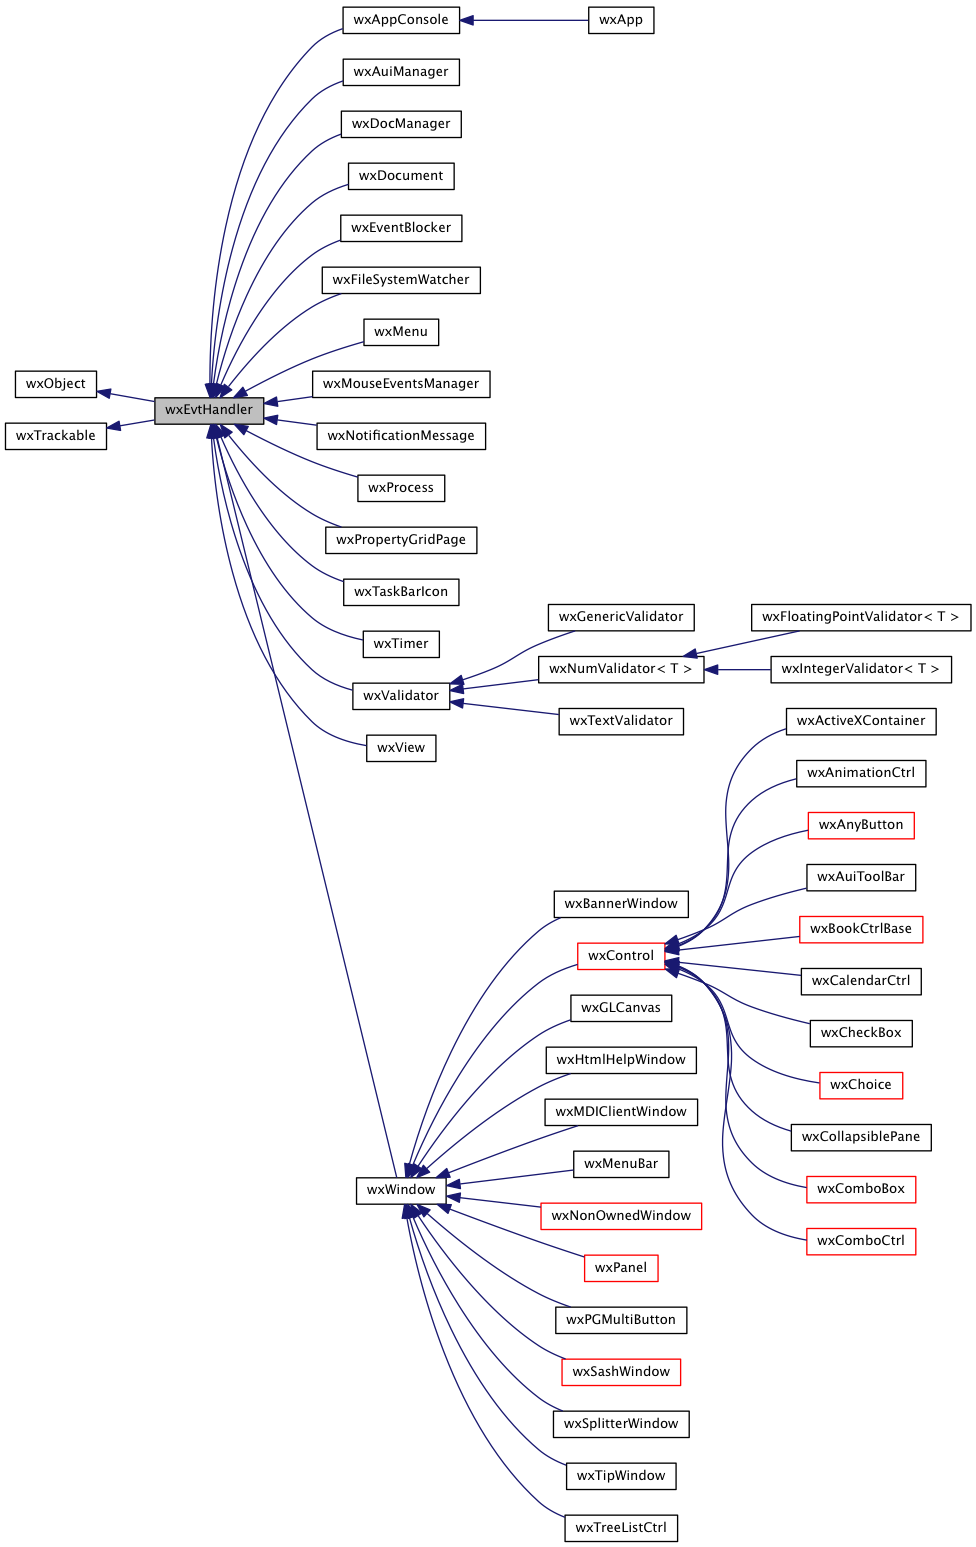 wxAppConsole
wxApp
wxAuiManager
wxDocManager
wxDocument
wxEventBlocker
wxFileSystemWatcher
wxMenu
wxObject
wxMouseEventsManager
wxEvtHandler
wxTrackable
wxNotificationMessage
wxProcess
wxPropertyGridPage
wxTaskBarIcon
wxGenericValidator
wxFloatingPointValidator< T >
wxTimer
wxNumValidator< T >
wxIntegerValidator< T >
wxValidator
wxTextValidator
wxActiveXContainer
wxView
wxAnimationCtrl
wxAnyButton
wxAuiToolBar
wxBannerWindow
wxBookCtrlBase
wxControl
wxCalendarCtrl
wxGLCanvas
wxCheckBox
wxHtmlHelpWindow
wxChoice
wxMDIClientWindow
wxCollapsiblePane
wxMenuBar
wxWindow
wxComboBox
wxNonOwnedWindow
wxComboCtrl
wxPanel
wxPGMultiButton
wxSashWindow
wxSplitterWindow
wxTipWindow
wxTreeListCtrl